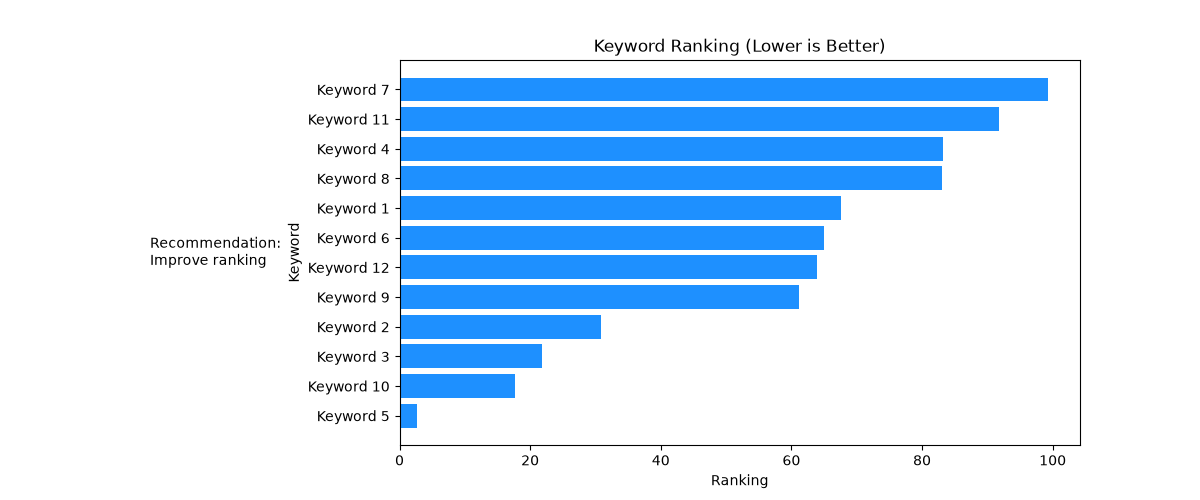 Keyword Ranking (Lower is Better)
Keyword 7
Keyword 11
Keyword 4
Keyword 8
Keyword 1
Keyword 6
Keyword 12
Keyword 9
Keyword 2
Keyword 3
Keyword 10
Keyword 5
Keyword
Recommendation:
Improve ranking
0 20 40 60 80 100
Ranking